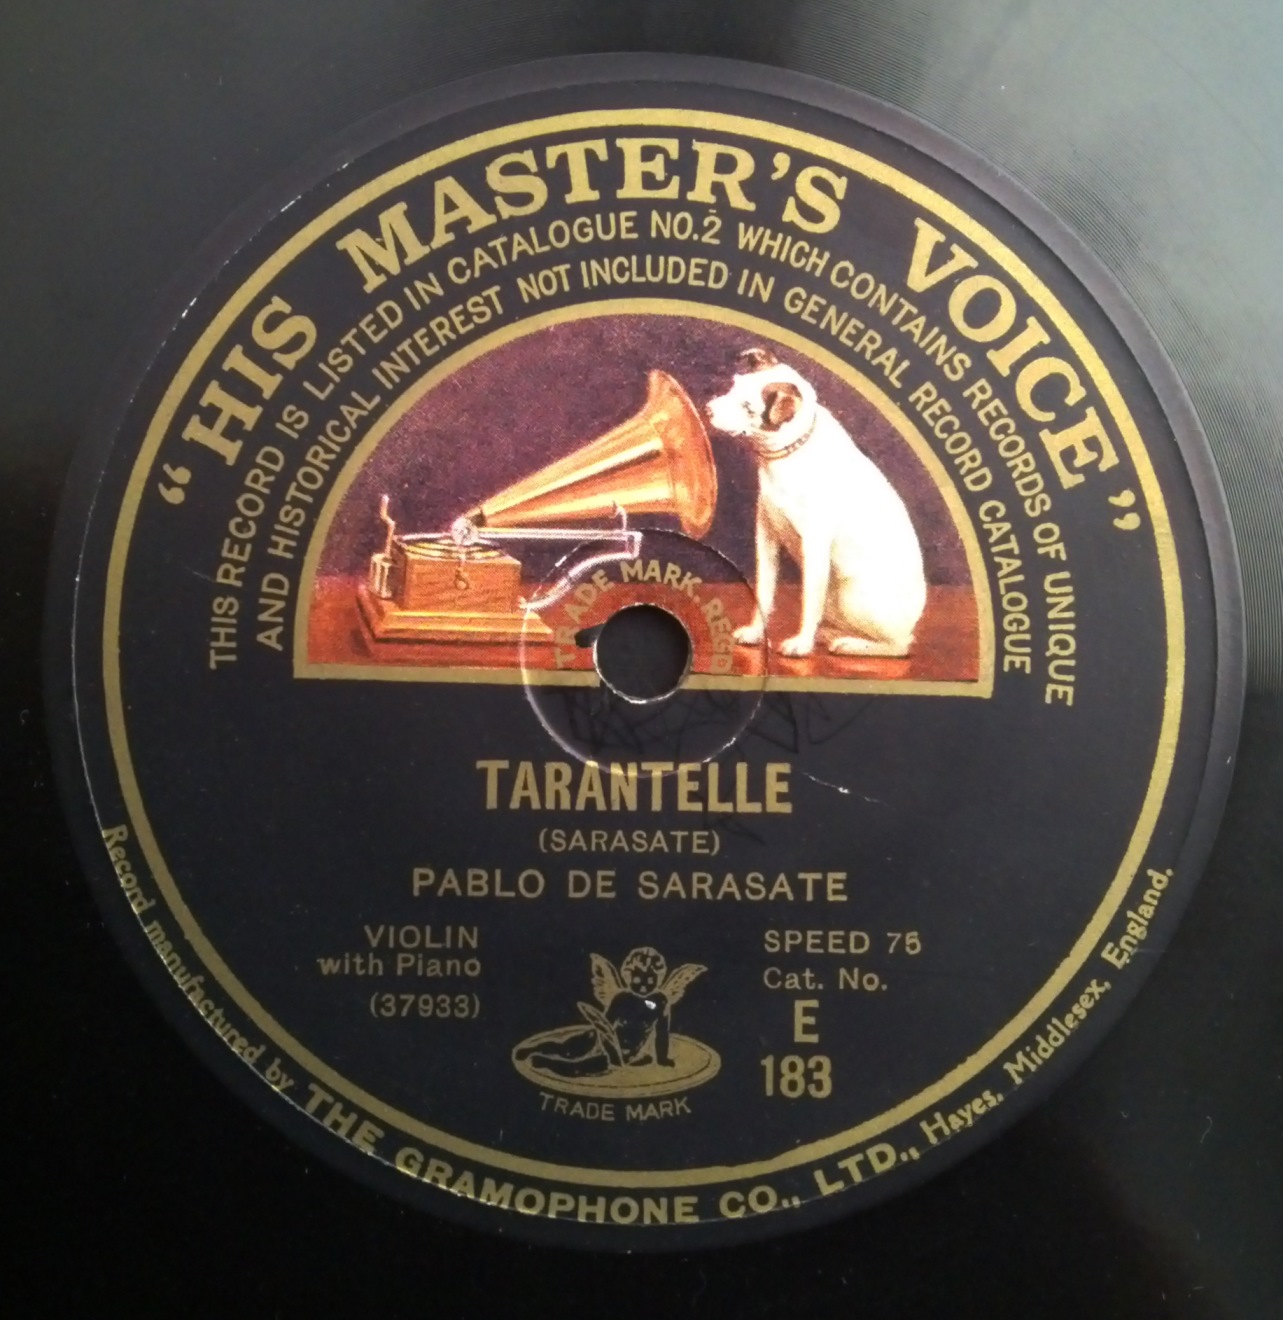 “HIS MASTER'S VOICE”
THIS RECORD IS LISTED IN CATALOGUE NO.2 WHICH CONTAINS RECORDS OF UNIQUE
AND HISTORICAL INTEREST NOT INCLUDED IN GENERAL RECORD CATALOGUE
TRADE MARK. REGD
TARANTELLE
(SARASATE)
PABLO DE SARASATE
VIOLIN
with Piano
(37933)
SPEED 75
Cat. No.
E
183
TRADE MARK
Record manufactured by THE GRAMOPHONE CO., LTD., Hayes, Middlesex, England.